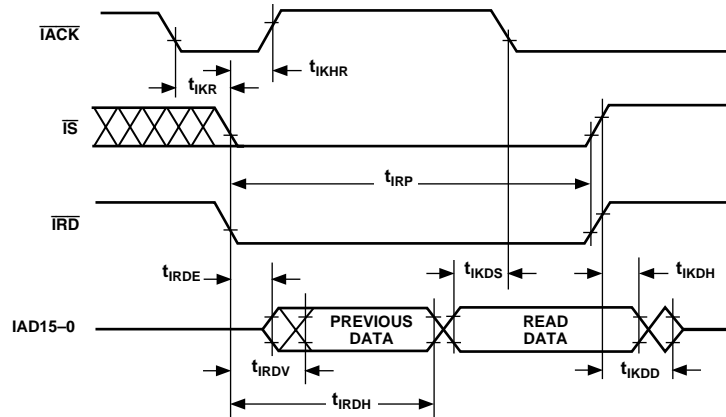 IACK
tIKHR
tIKR
IS
tIRP
IRD
tIRDE
tIKDS
tIKDH
IAD15–0
PREVIOUS
DATA
READ
DATA
tIRDV
tIKDD
tIRDH